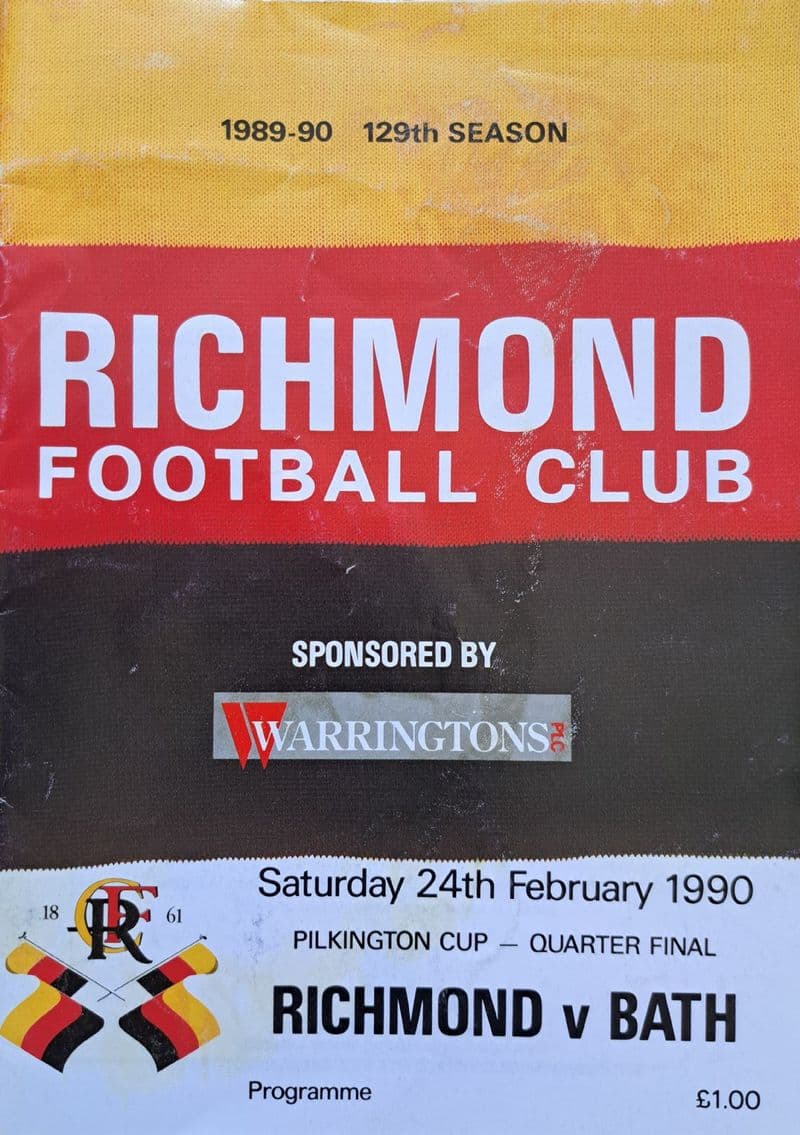 1989-90 129th SEASON
RICHMOND
FOOTBALL CLUB
SPONSORED BY
WARRINGTONS PLC
Saturday 24th February 1990
18 RFC 61
PILKINGTON CUP — QUARTER FINAL
RICHMOND v BATH
Programme
£1.00